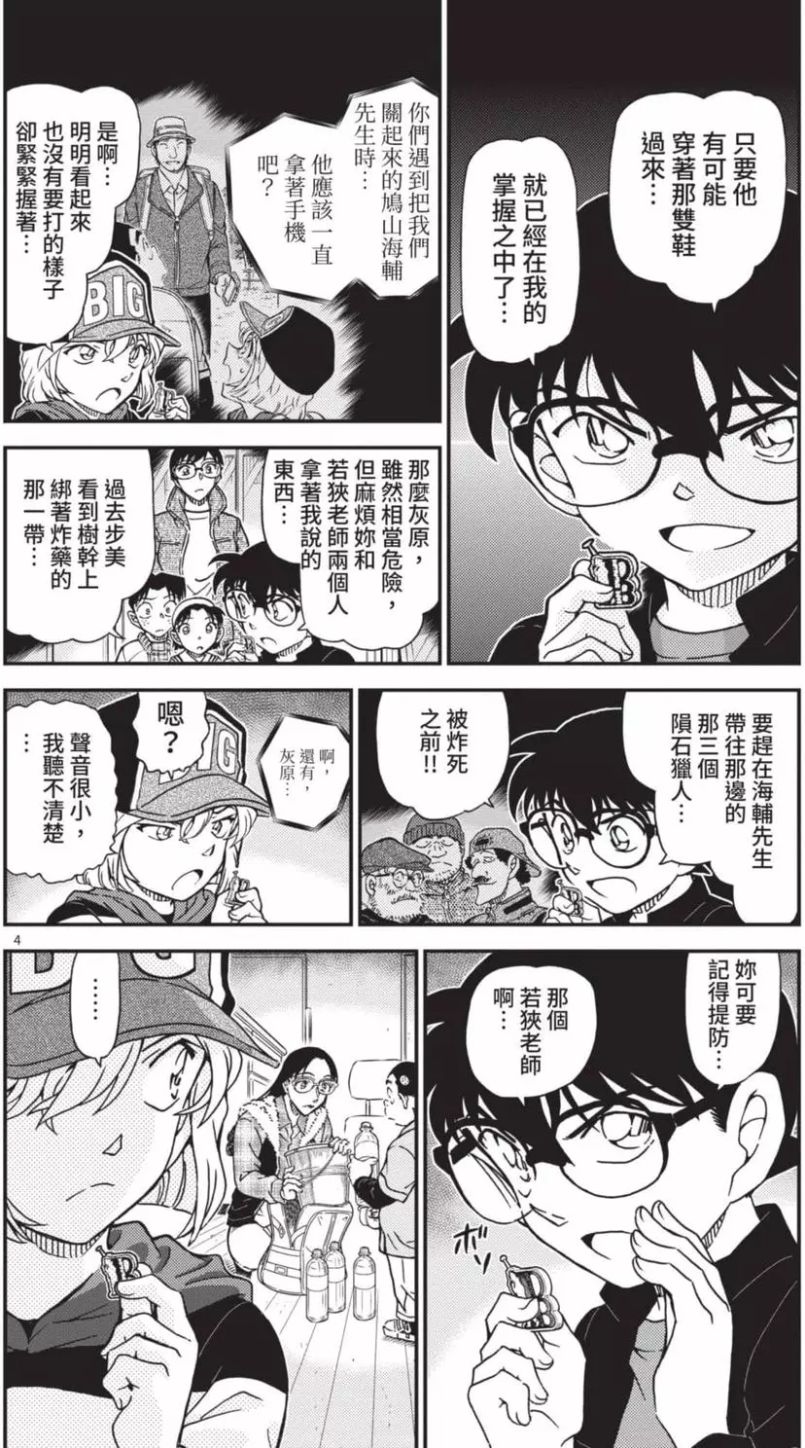 只要他
有可能
穿著那雙鞋
過來…
就已經在我的
掌握之中了…
你們遇到把我們
關起來的鳩山海輔
先生時…
他應該一直
拿著手機
吧？
是啊…
明明看起來
也沒有要打的樣子
卻緊緊握著…
BIG
那麼灰原，
雖然相當危險，
但麻煩妳和
若狹老師兩個人
拿著我說的
東西…
過去步美
看到樹幹上
綁著炸藥的
那一帶…
要趕在海輔先生
帶往那邊的
那三個
隕石獵人…
被炸死
之前!!
啊，
還有，
灰原…
嗯？
聲音很小，
我聽不清楚
…
4
妳可要
記得提防…
那個
若狹老師
啊…
ボソ
……